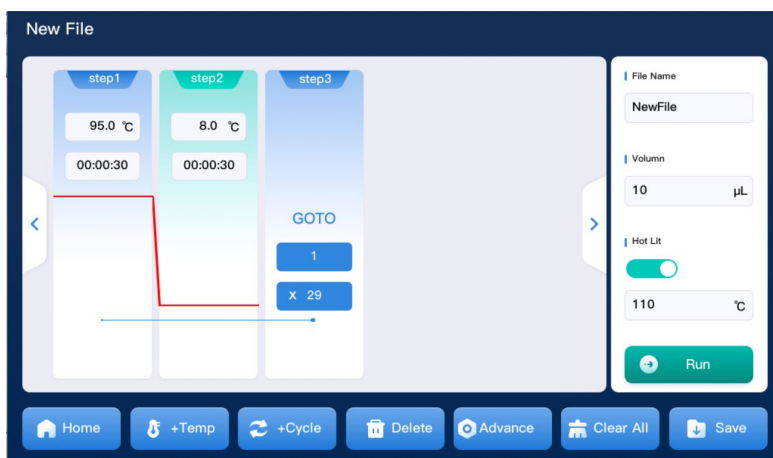 New File
step1
step2
step3
95.0 ℃
8.0 ℃
00:00:30
00:00:30
GOTO
1
X 29
File Name
NewFile
Volumn
10 µL
Hot Lit
110 ℃
Run
Home
+Temp
+Cycle
Delete
Advance
Clear All
Save